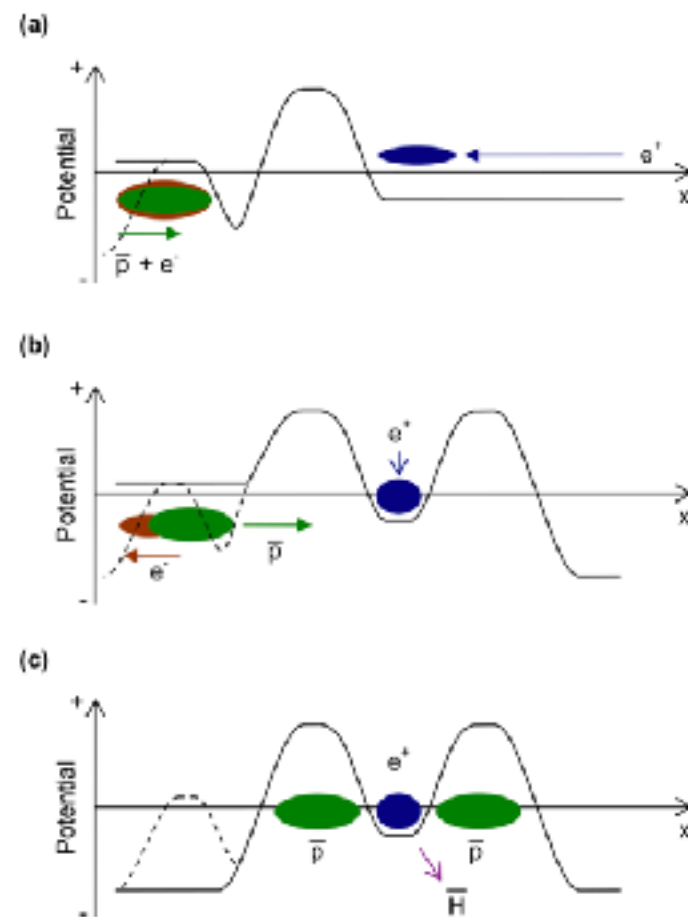 (a)
+
Potential
e⁺
x
p̅ + e⁻
-
(b)
+
Potential
e⁺
x
p̅
e⁻
-
(c)
+
Potential
e⁺
x
p̅ p̅
H̅
-